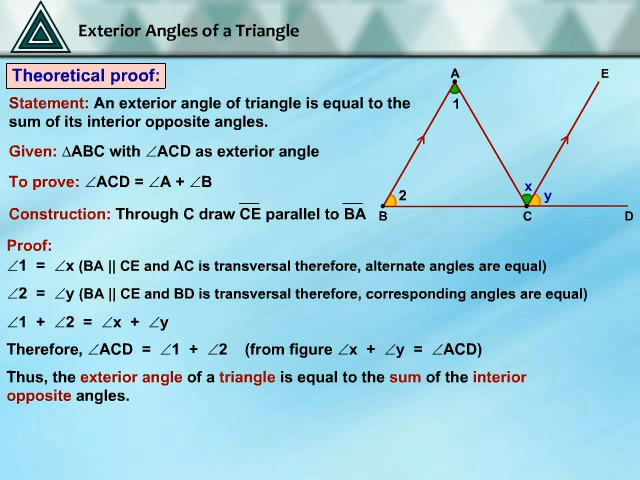 Exterior Angles of a Triangle
Theoretical proof:
Statement: An exterior angle of triangle is equal to the
sum of its interior opposite angles.
Given: ∆ABC with ∠ACD as exterior angle
To prove: ∠ACD = ∠A + ∠B
Construction: Through C draw C̅E̅ parallel to B̅A̅
A
E
1
2
x
y
B
C
D
Proof:
∠1 = ∠x (BA || CE and AC is transversal therefore, alternate angles are equal)
∠2 = ∠y (BA || CE and BD is transversal therefore, corresponding angles are equal)
∠1 + ∠2 = ∠x + ∠y
Therefore, ∠ACD = ∠1 + ∠2 (from figure ∠x + ∠y = ∠ACD)
Thus, the exterior angle of a triangle is equal to the sum of the interior
opposite angles.